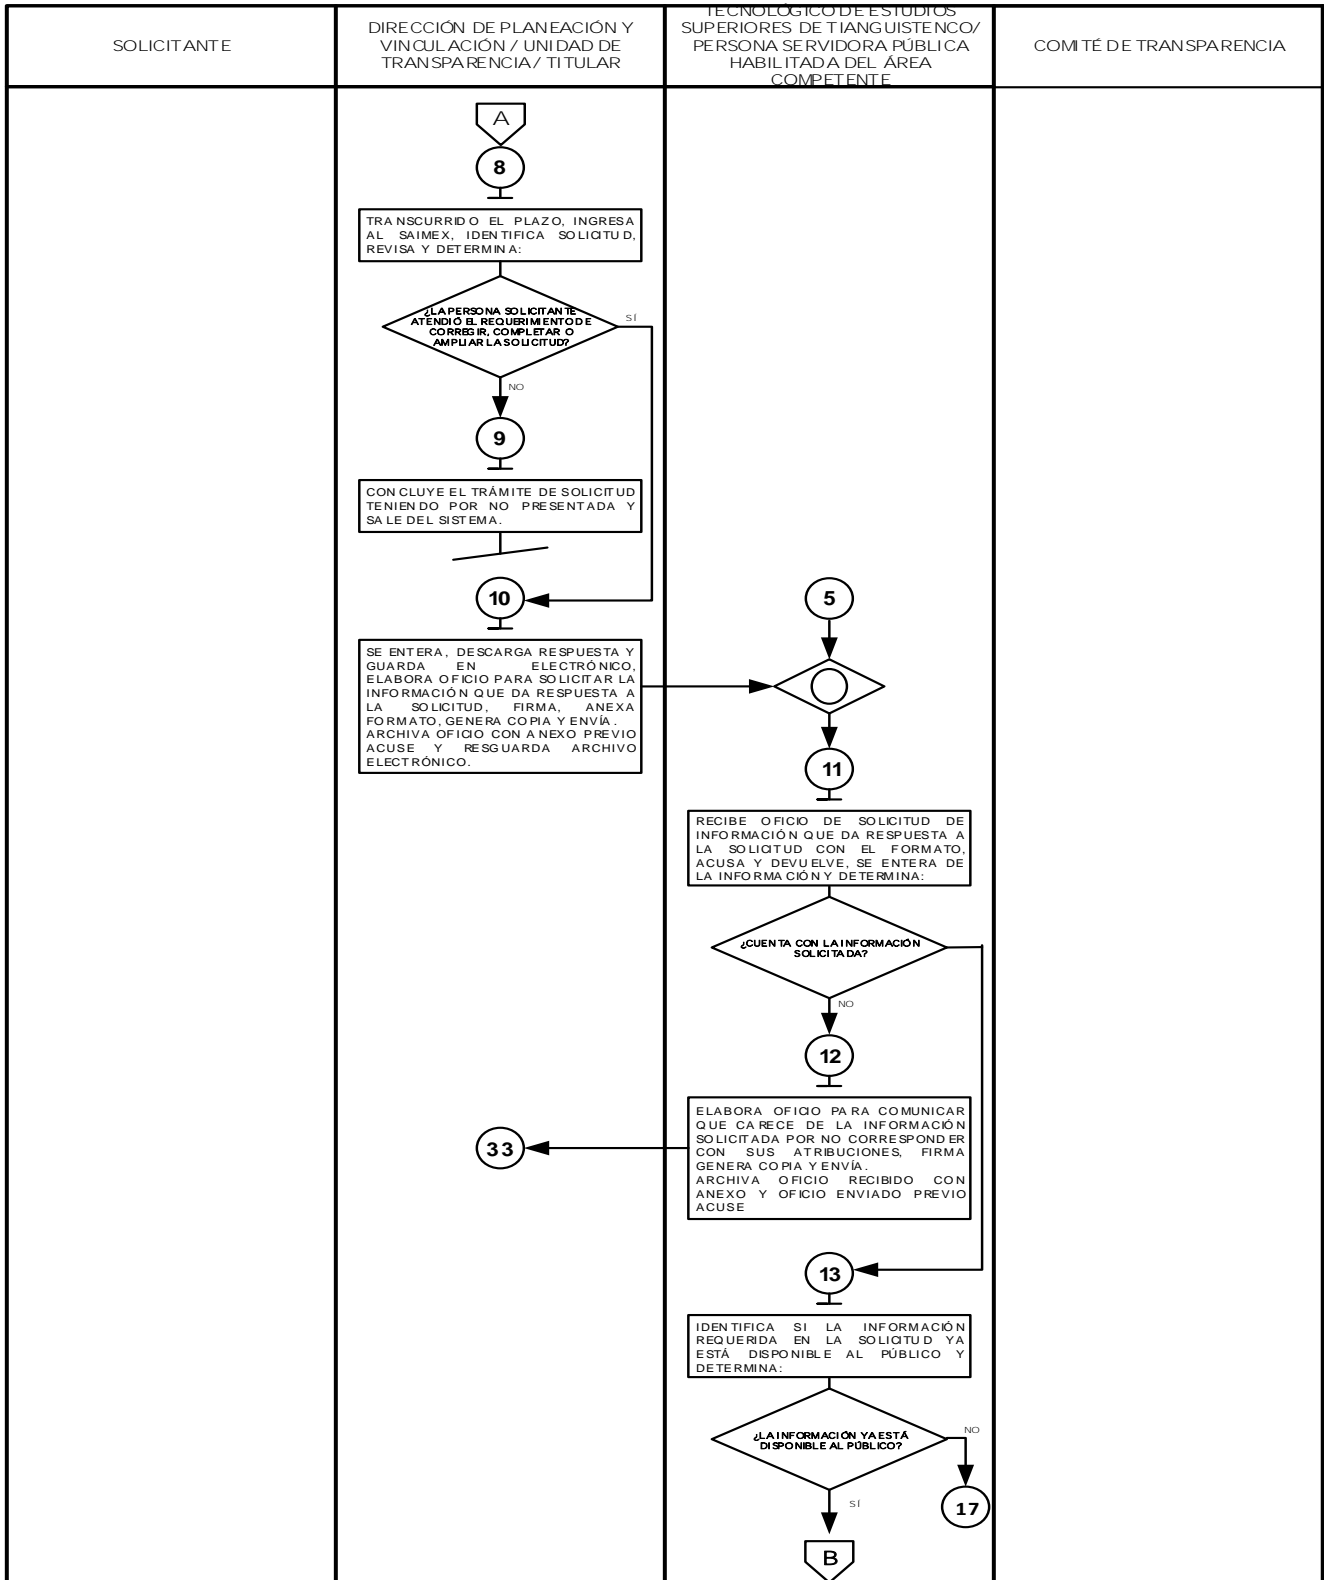 SOLICITANTE
DIRECCIÓN DE PLANEACIÓN Y
VINCULACIÓN / UNIDAD DE
TRANSPARENCIA / TITULAR
TECNOLÓGICO DE ESTUDIOS
SUPERIORES DE TIANGUISTENCO/
PERSONA SERVIDORA PÚBLICA
HABILITADA DEL ÁREA
COMPETENTE
COMITÉ DE TRANSPARENCIA
A
8
TRANSCURRIDO EL PLAZO, INGRESA
AL SAIMEX, IDENTIFICA SOLICITUD,
REVISA Y DETERMINA:
¿LA PERSONA SOLICITANTE
ATENDIÓ EL REQUERIMIENTO DE
CORREGIR, COMPLETAR O
AMPLIAR LA SOLICITUD?
SÍ
NO
9
CONCLUYE EL TRÁMITE DE SOLICITUD
TENIENDO POR NO PRESENTADA Y
SALE DEL SISTEMA.
10
5
SE ENTERA, DESCARGA RESPUESTA Y
GUARDA EN ELECTRÓNICO,
ELABORA OFICIO PARA SOLICITAR LA
INFORMACIÓN QUE DA RESPUESTA A
LA SOLICITUD, FIRMA, ANEXA
FORMATO, GENERA COPIA Y ENVÍA.
ARCHIVA OFICIO CON ANEXO PREVIO
ACUSE Y RESGUARDA ARCHIVO
ELECTRÓNICO.
11
RECIBE OFICIO DE SOLICITUD DE
INFORMACIÓN QUE DA RESPUESTA A
LA SOLICITUD CON EL FORMATO,
ACUSA Y DEVUELVE, SE ENTERA DE
LA INFORMACIÓN Y DETERMINA:
¿CUENTA CON LA INFORMACIÓN
SOLICITADA?
NO
12
ELABORA OFICIO PARA COMUNICAR
QUE CARECE DE LA INFORMACIÓN
SOLICITADA POR NO CORRESPONDER
CON SUS ATRIBUCIONES, FIRMA
GENERA COPIA Y ENVÍA.
ARCHIVA OFICIO RECIBIDO CON
ANEXO Y OFICIO ENVIADO PREVIO
ACUSE
33
13
IDENTIFICA SI LA INFORMACIÓN
REQUERIDA EN LA SOLICITUD YA
ESTÁ DISPONIBLE AL PÚBLICO Y
DETERMINA:
¿LA INFORMACIÓN YA ESTÁ
DISPONIBLE AL PÚBLICO?
NO
17
SÍ
B